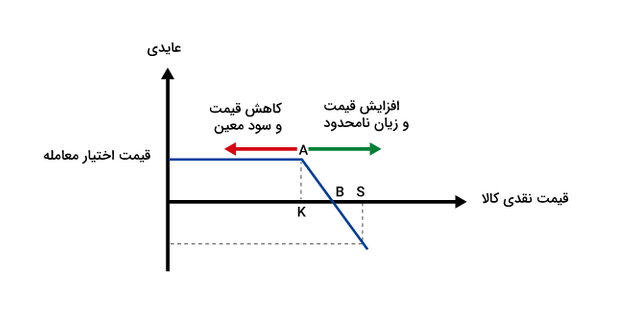 عایدی
افزایش قیمت
و زیان نامحدود
کاهش قیمت
و سود معین
A
قیمت اختیار معامله
B
S
K
قیمت نقدی کالا